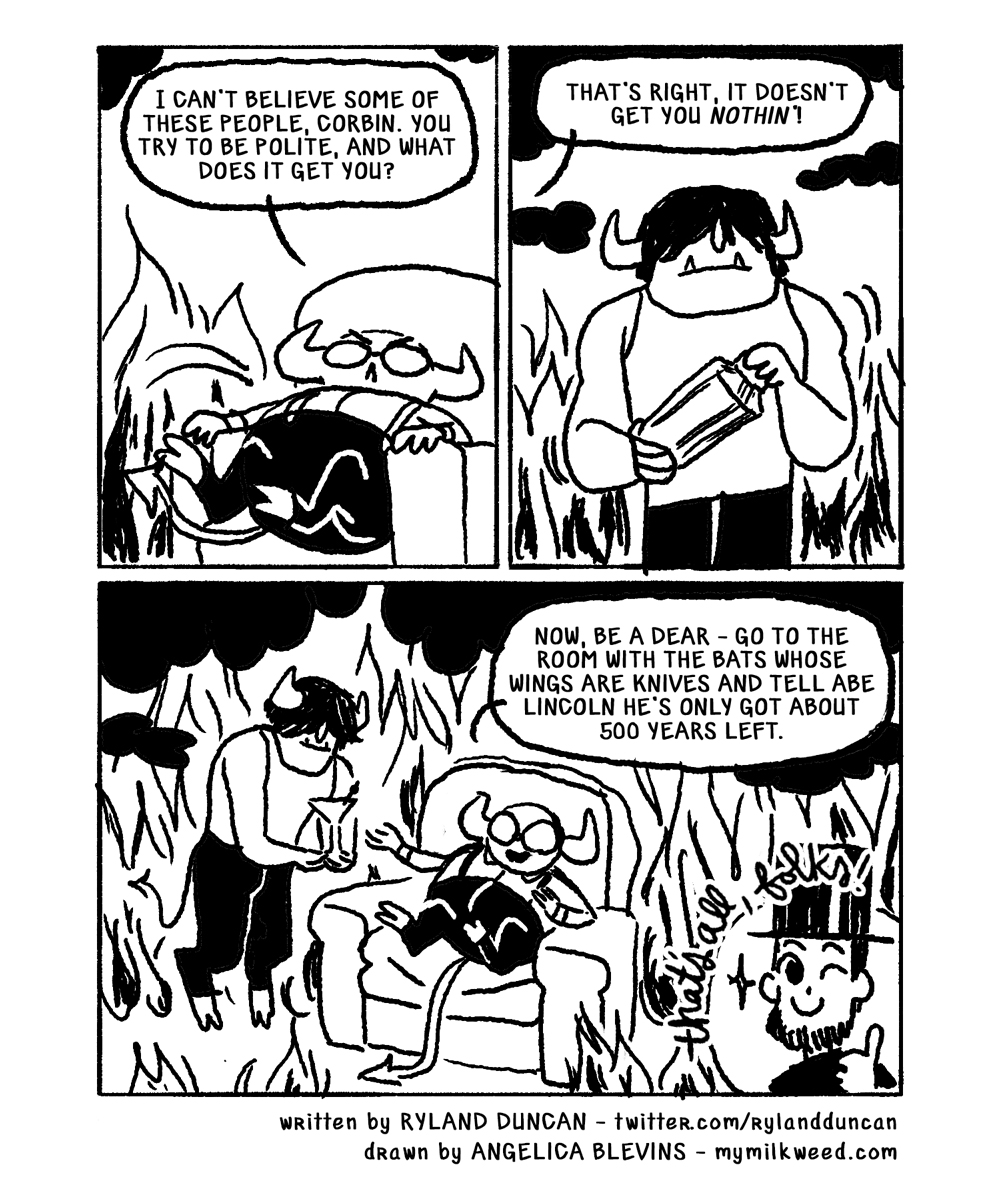 I CAN'T BELIEVE SOME OF
THESE PEOPLE, CORBIN. YOU
TRY TO BE POLITE, AND WHAT
DOES IT GET YOU?
THAT'S RIGHT, IT DOESN'T
GET YOU NOTHIN'!
NOW, BE A DEAR - GO TO THE
ROOM WITH THE BATS WHOSE
WINGS ARE KNIVES AND TELL ABE
LINCOLN HE'S ONLY GOT ABOUT
500 YEARS LEFT.
that's all, folks!
written by RYLAND DUNCAN - twitter.com/rylandduncan
drawn by ANGELICA BLEVINS - mymilkweed.com